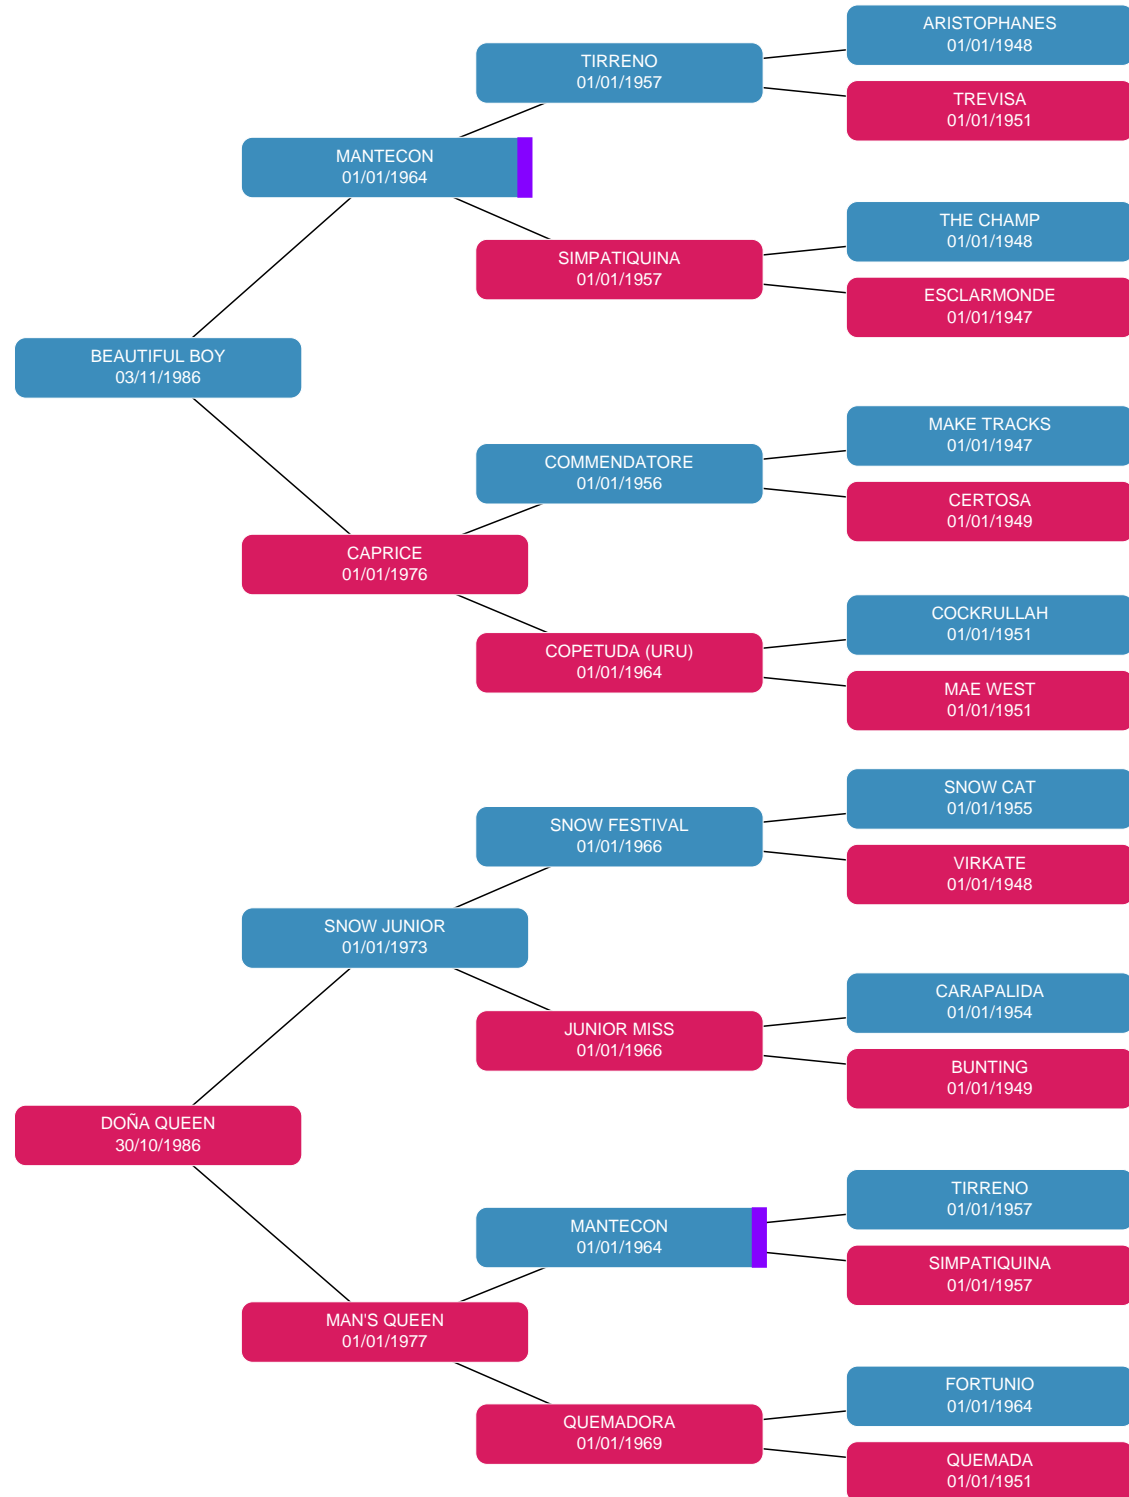 ARISTOPHANES
01/01/1948
TIRRENO
01/01/1957
TREVISA
01/01/1951
MANTECON
01/01/1964
THE CHAMP
01/01/1948
SIMPATIQUINA
01/01/1957
ESCLARMONDE
01/01/1947
BEAUTIFUL BOY
03/11/1986
MAKE TRACKS
01/01/1947
COMMENDATORE
01/01/1956
CERTOSA
01/01/1949
CAPRICE
01/01/1976
COCKRULLAH
01/01/1951
COPETUDA (URU)
01/01/1964
MAE WEST
01/01/1951
SNOW CAT
01/01/1955
SNOW FESTIVAL
01/01/1966
VIRKATE
01/01/1948
SNOW JUNIOR
01/01/1973
CARAPALIDA
01/01/1954
JUNIOR MISS
01/01/1966
BUNTING
01/01/1949
DOÑA QUEEN
30/10/1986
TIRRENO
01/01/1957
MANTECON
01/01/1964
SIMPATIQUINA
01/01/1957
MAN'S QUEEN
01/01/1977
FORTUNIO
01/01/1964
QUEMADORA
01/01/1969
QUEMADA
01/01/1951